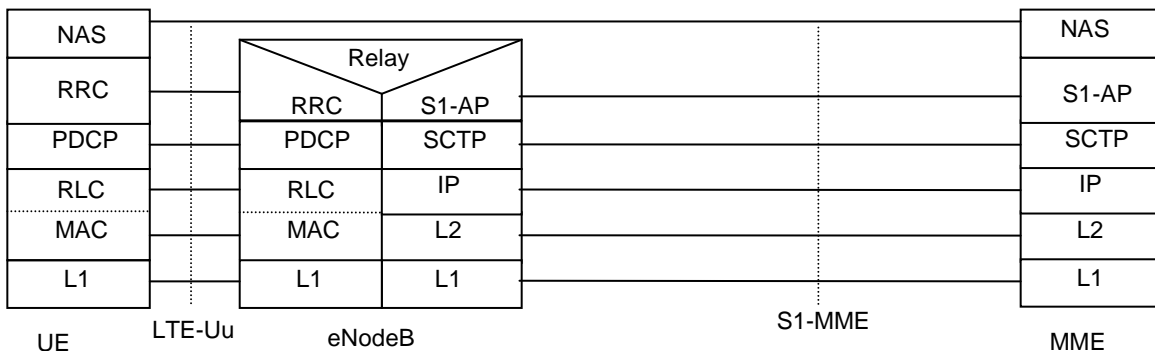 NAS NAS
Relay
RRC RRC S1-AP S1-AP
PDCP PDCP SCTP SCTP
RLC RLC IP IP
MAC MAC L2 L2
L1 L1 L1 L1
UE LTE-Uu eNodeB S1-MME MME